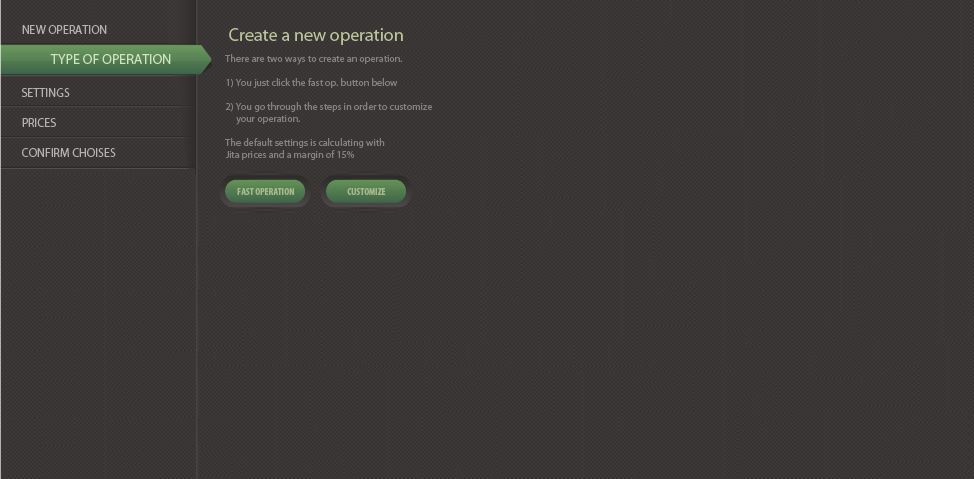 NEW OPERATION
TYPE OF OPERATION
SETTINGS
PRICES
CONFIRM CHOISES
Create a new operation
There are two ways to create an operation.
1) You just click the fast op. button below
2) You go through the steps in order to customize
your operation.
The default settings is calculating with
Jita prices and a margin of 15%
FAST OPERATION
CUSTOMIZE